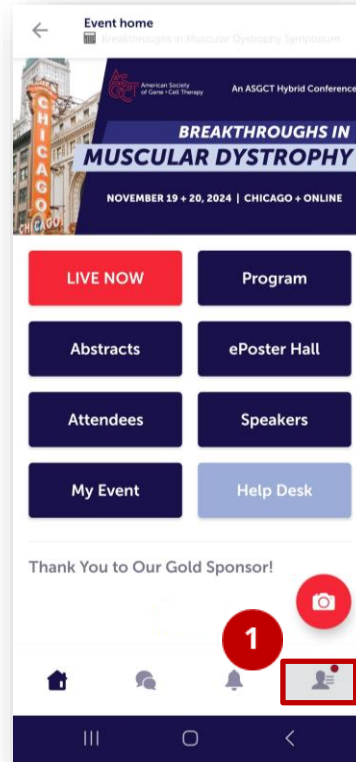 Event home
Breakthroughs in Muscular Dystrophy Symposium
ASGCT
American Society
of Gene + Cell Therapy
An ASGCT Hybrid Conference
BREAKTHROUGHS IN
MUSCULAR DYSTROPHY
NOVEMBER 19 + 20, 2024 | CHICAGO + ONLINE
CHICAGO
CHICAGO
LIVE NOW
Program
Abstracts
ePoster Hall
Attendees
Speakers
My Event
Help Desk
Thank You to Our Gold Sponsor!
1